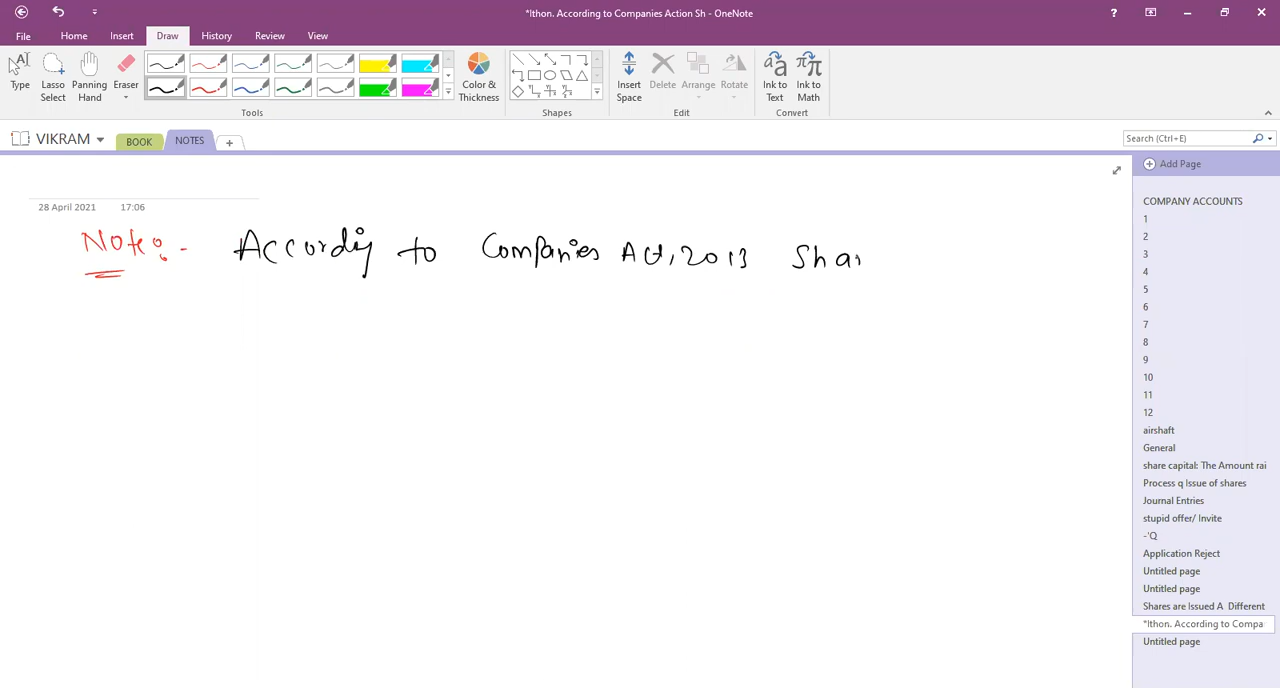 *Ithon. According to Companies Action Sh - OneNote
File Home Insert Draw History Review View
Type Lasso Select Panning Hand Eraser Color & Thickness Insert Space Delete Arrange Rotate Ink to Text Ink to Math
Tools Shapes Edit Convert
VIKRAM BOOK NOTES + Search (Ctrl+E)
Add Page
28 April 2021 17:06
Note:- According to Companies Act, 2013 Shar
COMPANY ACCOUNTS
1
2
3
4
5
6
7
8
9
10
11
12
airshaft
General
share capital: The Amount rai
Process q Issue of shares
Journal Entries
stupid offer/ Invite
-'Q
Application Reject
Untitled page
Untitled page
Shares are Issued A Different
*Ithon. According to Compa
Untitled page